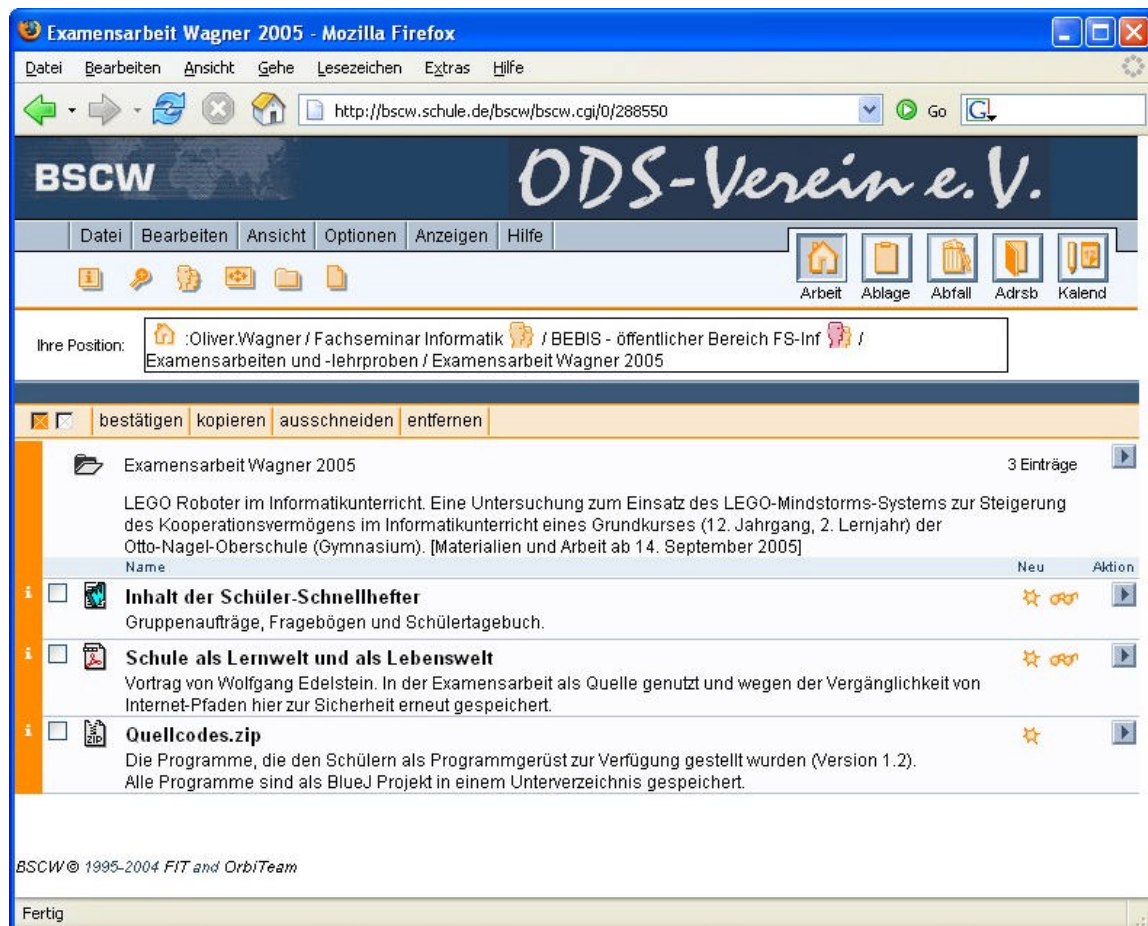 Examensarbeit Wagner 2005 - Mozilla Firefox
Datei Bearbeiten Ansicht Gehe Lesezeichen Extras Hilfe
http://bscw.schule.de/bscw/bscw.cgi/0/288550 Go G
BSCW ODS-Verein e.V.
Datei Bearbeiten Ansicht Optionen Anzeigen Hilfe
Arbeit Ablage Abfall Adrsb Kalend
Ihre Position: :Oliver.Wagner / Fachseminar Informatik / BEBIS - öffentlicher Bereich FS-Inf /
Examensarbeiten und -lehrproben / Examensarbeit Wagner 2005
bestätigen kopieren ausschneiden entfernen
Examensarbeit Wagner 2005 3 Einträge
LEGO Roboter im Informatikunterricht. Eine Untersuchung zum Einsatz des LEGO-Mindstorms-Systems zur Steigerung
des Kooperationsvermögens im Informatikunterricht eines Grundkurses (12. Jahrgang, 2. Lernjahr) der
Otto-Nagel-Oberschule (Gymnasium). [Materialien und Arbeit ab 14. September 2005]
Name Neu Aktion
Inhalt der Schüler-Schnellhefter
Gruppenaufträge, Fragebögen und Schülertagebuch.
Schule als Lernwelt und als Lebenswelt
Vortrag von Wolfgang Edelstein. In der Examensarbeit als Quelle genutzt und wegen der Vergänglichkeit von
Internet-Pfaden hier zur Sicherheit erneut gespeichert.
Quellcodes.zip
Die Programme, die den Schülern als Programmgerüst zur Verfügung gestellt wurden (Version 1.2).
Alle Programme sind als BlueJ Projekt in einem Unterverzeichnis gespeichert.
BSCW © 1995-2004 FIT and OrbiTeam
Fertig